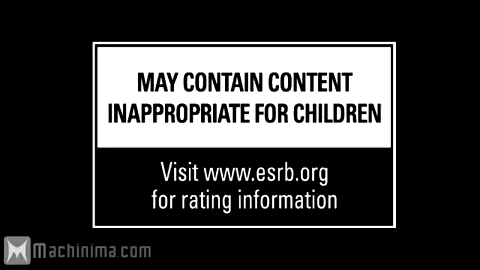 MAY CONTAIN CONTENT
INAPPROPRIATE FOR CHILDREN
Visit www.esrb.org
for rating information
Machinima.com